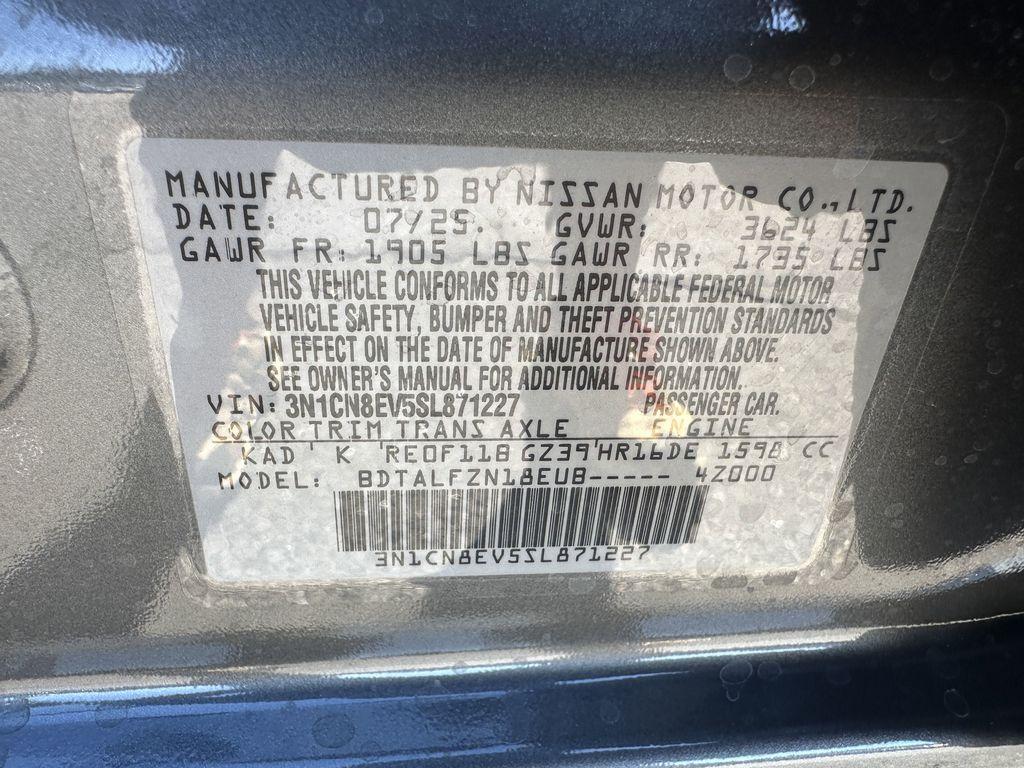 MANUFACTURED BY NISSAN MOTOR CO., LTD.
DATE: 07/25. GVWR: 3624 LBS
GAWR FR: 1905 LBS GAWR RR: 1735 LBS
THIS VEHICLE CONFORMS TO ALL APPLICABLE FEDERAL MOTOR
VEHICLE SAFETY, BUMPER AND THEFT PREVENTION STANDARDS
IN EFFECT ON THE DATE OF MANUFACTURE SHOWN ABOVE.
SEE OWNER'S MANUAL FOR ADDITIONAL INFORMATION.
VIN: 3N1CN8EV5SL871227 PASSENGER CAR.
COLOR TRIM TRANS AXLE ENGINE
KAD ' K 'RE0F11B GZ39'HR16DE 1598 CC
MODEL: BDTALFZN18EUB----- 4Z000
3N1CN8EV5SL871227